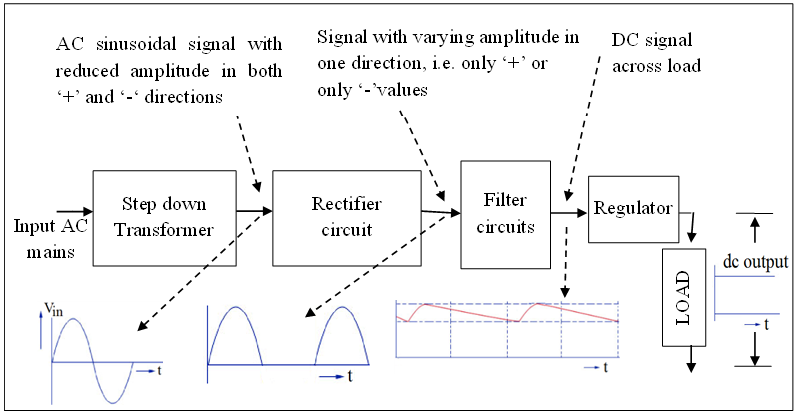 AC sinusoidal signal with
reduced amplitude in both
‘+’ and ‘-‘ directions
Signal with varying amplitude in
one direction, i.e. only ‘+’ or
only ‘-’values
DC signal
across load
Input AC
mains
Step down
Transformer
Rectifier
circuit
Filter
circuits
Regulator
LOAD
dc output
t
Vin
t
t
t